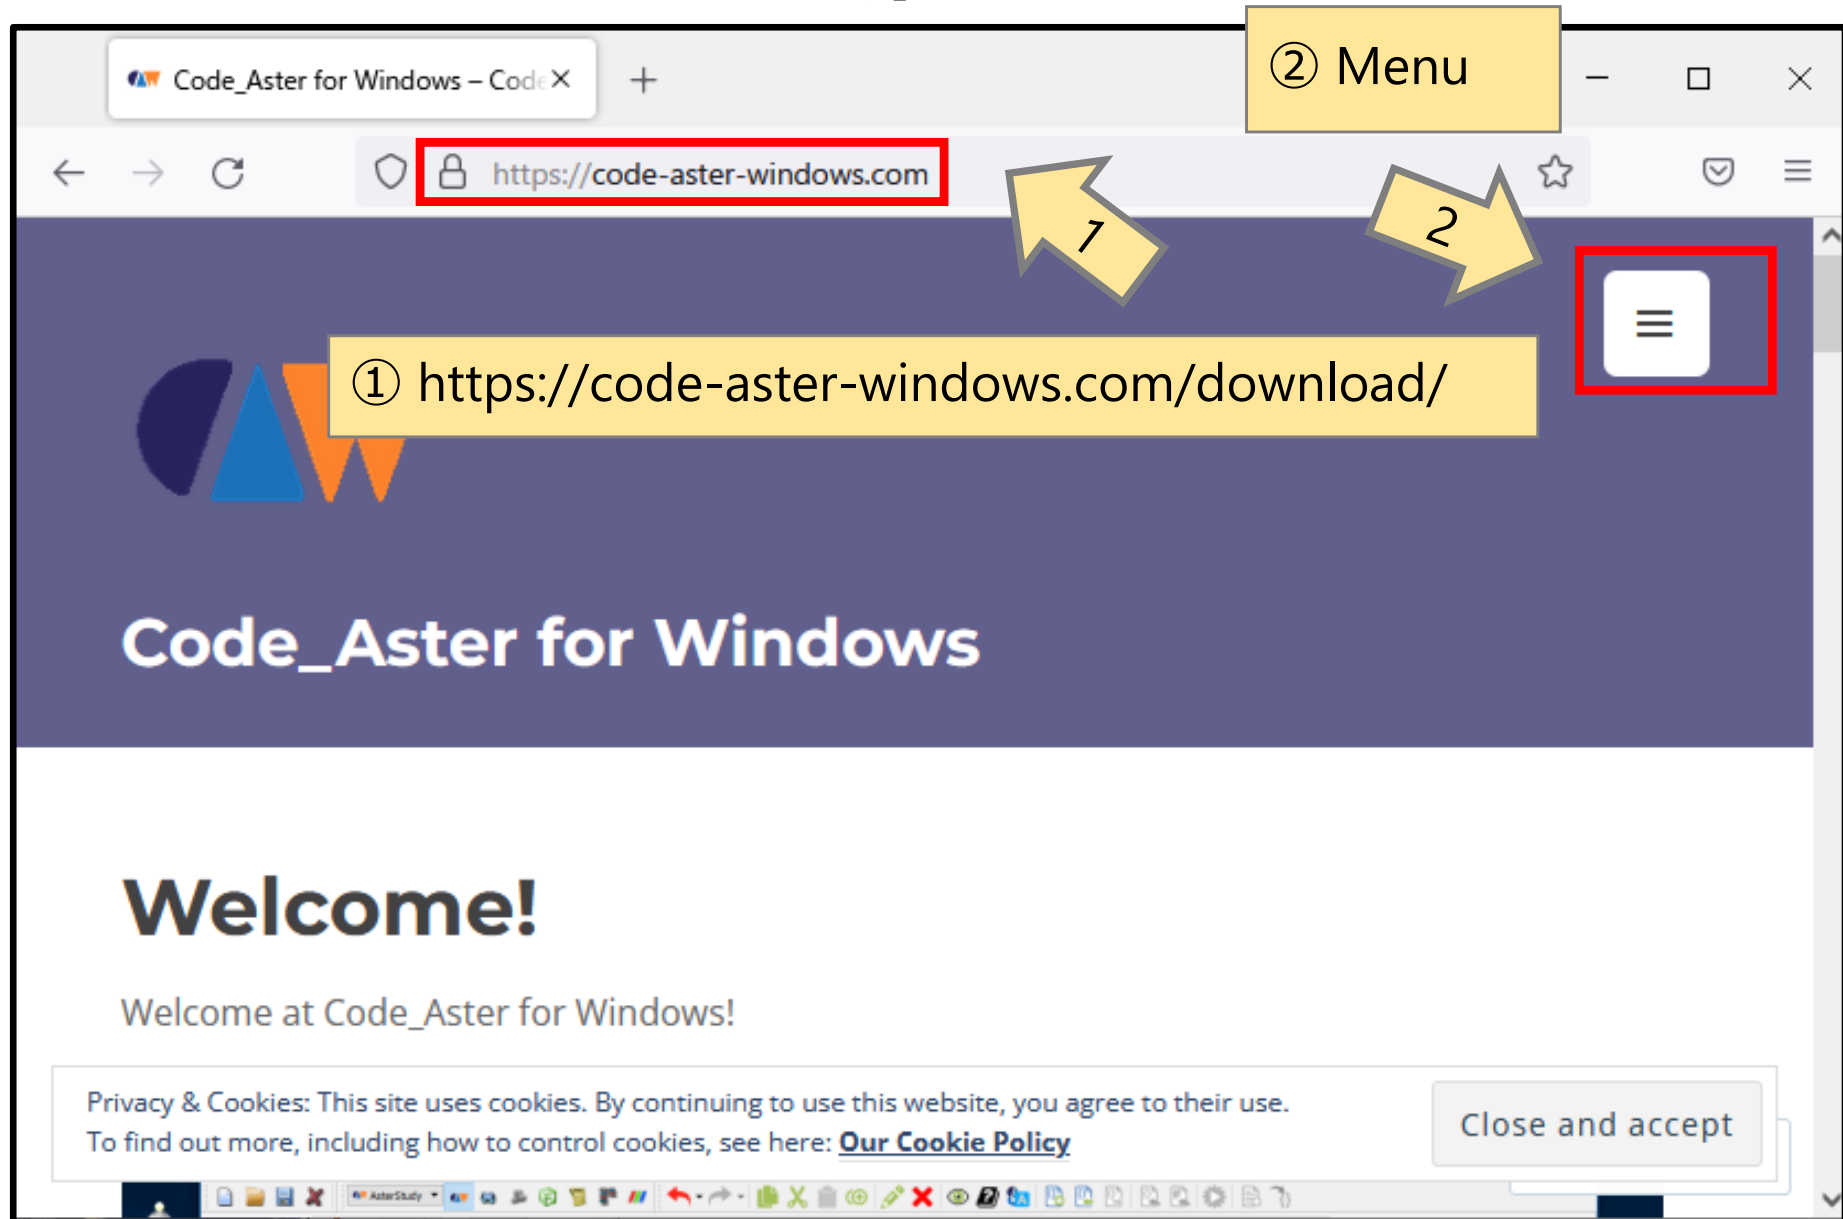 ② Menu
Code_Aster for Windows – Code
https://code-aster-windows.com
1
2
① https://code-aster-windows.com/download/
Code_Aster for Windows
Welcome!
Welcome at Code_Aster for Windows!
Privacy & Cookies: This site uses cookies. By continuing to use this website, you agree to their use.
To find out more, including how to control cookies, see here: Our Cookie Policy
Close and accept
AsterStudy